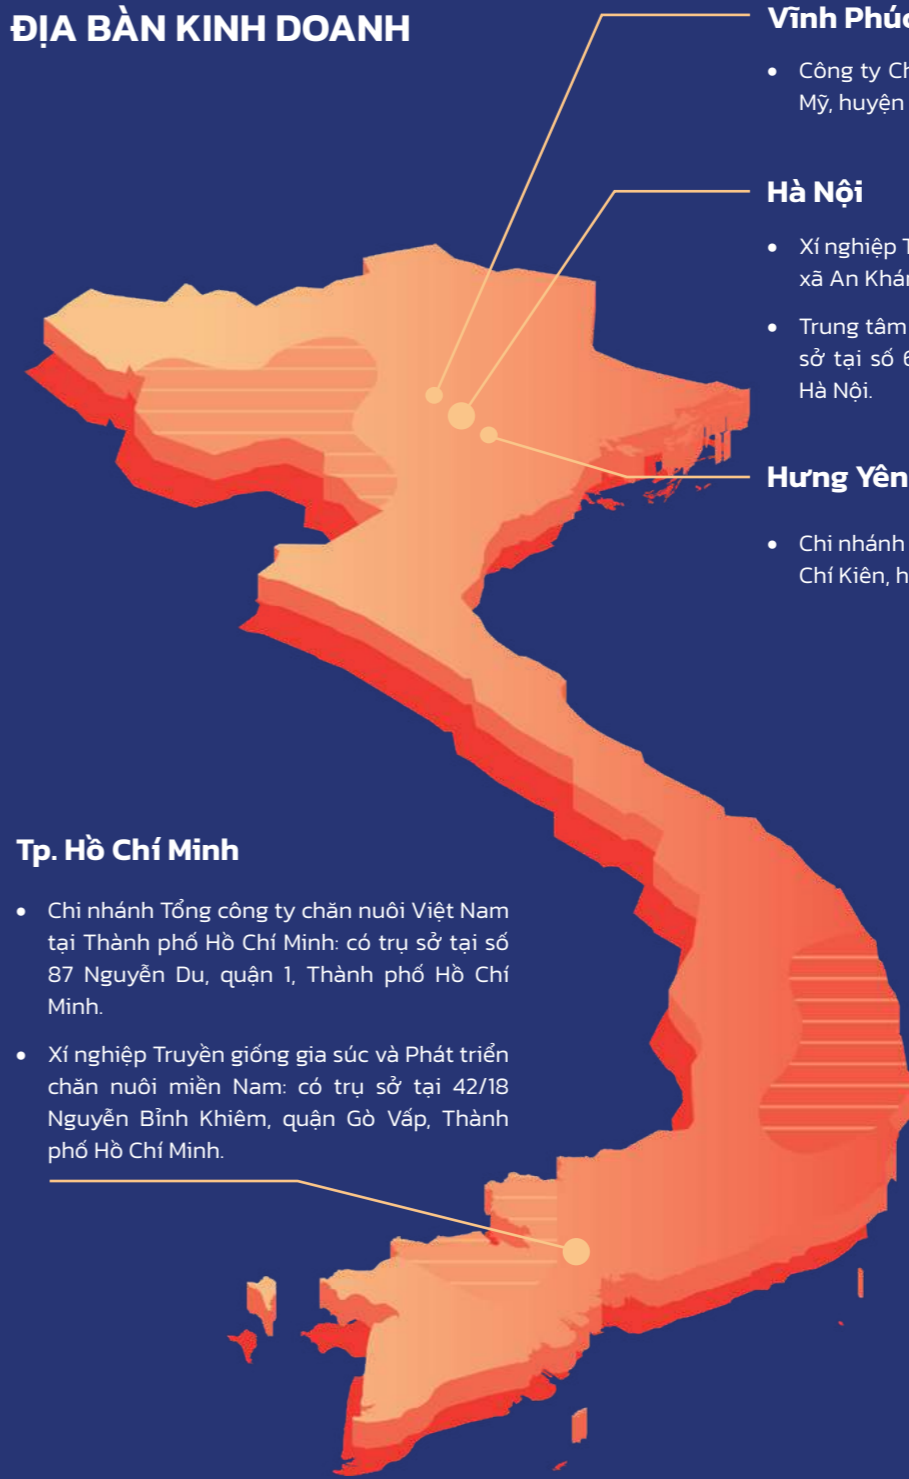 ĐỊA BÀN KINH DOANH
Vĩnh Phúc
Công ty
Mỹ, huyện
Hà Nội
Xí nghiệp
xã An
Trung tâm
sở tại số
Hà Nội.
Hưng Yên
Chi nhánh
Chí Kiên,
Tp. Hồ Chí Minh
Chi nhánh Tổng công ty chăn nuôi Việt Nam
tại Thành phố Hồ Chí Minh: có trụ sở tại số
87 Nguyễn Du, quận 1, Thành phố Hồ Chí
Minh.
Xí nghiệp Truyền giống gia súc và Phát triển
chăn nuôi miền Nam: có trụ sở tại 42/18
Nguyễn Bỉnh Khiêm, quận Gò Vấp, Thành
phố Hồ Chí Minh.